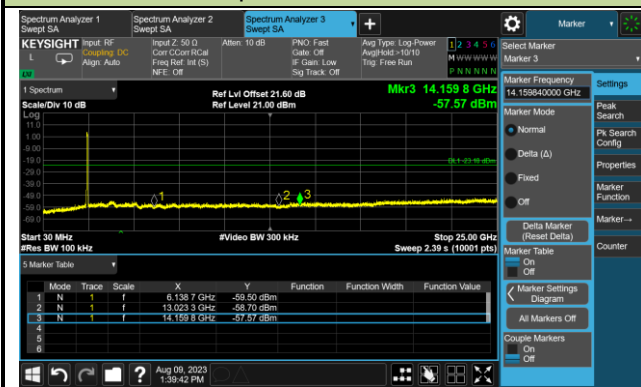 Spectrum Analyzer 1
Swept SA
Spectrum Analyzer 2
Swept SA
Spectrum Analyzer 3
Swept SA
+
Marker
KEYSIGHT
L
Input: RF
Coupling: DC
Align: Auto
Input Z: 50 Ω
Corr CCorr RCal
Freq Ref: Int (S)
NFE: Off
Atten: 10 dB
PNO: Fast
Gate: Off
IF Gain: Low
Sig Track: Off
Avg Type: Log-Power
Avg|Hold:>10/10
Trig: Free Run
1 2 3 4 5 6
M W W W W W
P N N N N N
Select Marker
Marker 3
1 Spectrum
Scale/Div 10 dB
Log
Ref Lvl Offset 21.60 dB
Ref Level 21.00 dBm
Mkr3 14.159 8 GHz
-57.57 dBm
11.0
1.00
-9.00
-19.0
-29.0
-39.0
-49.0
-59.0
-69.0
1
2
3
Start 30 MHz
#Res BW 100 kHz
#Video BW 300 kHz
Stop 25.00 GHz
Sweep 2.39 s (10001 pts)
5 Marker Table
Mode Trace Scale X Y Function Function Width Function Value
1 N 1 f 6.138 7 GHz -59.50 dBm
2 N 1 f 13.023 3 GHz -58.70 dBm
3 N 1 f 14.159 8 GHz -57.57 dBm
4
5
6
Marker Frequency
14.159840000 GHz
Marker Mode
Normal
Delta (Δ)
Fixed
Off
Delta Marker
(Reset Delta)
Marker Table
On
Off
Marker Settings
Diagram
All Markers Off
Couple Markers
On
Off
Settings
Peak
Search
Pk Search
Config
Properties
Marker
Function
Marker→
Counter
?
Aug 09, 2023
1:39:42 PM